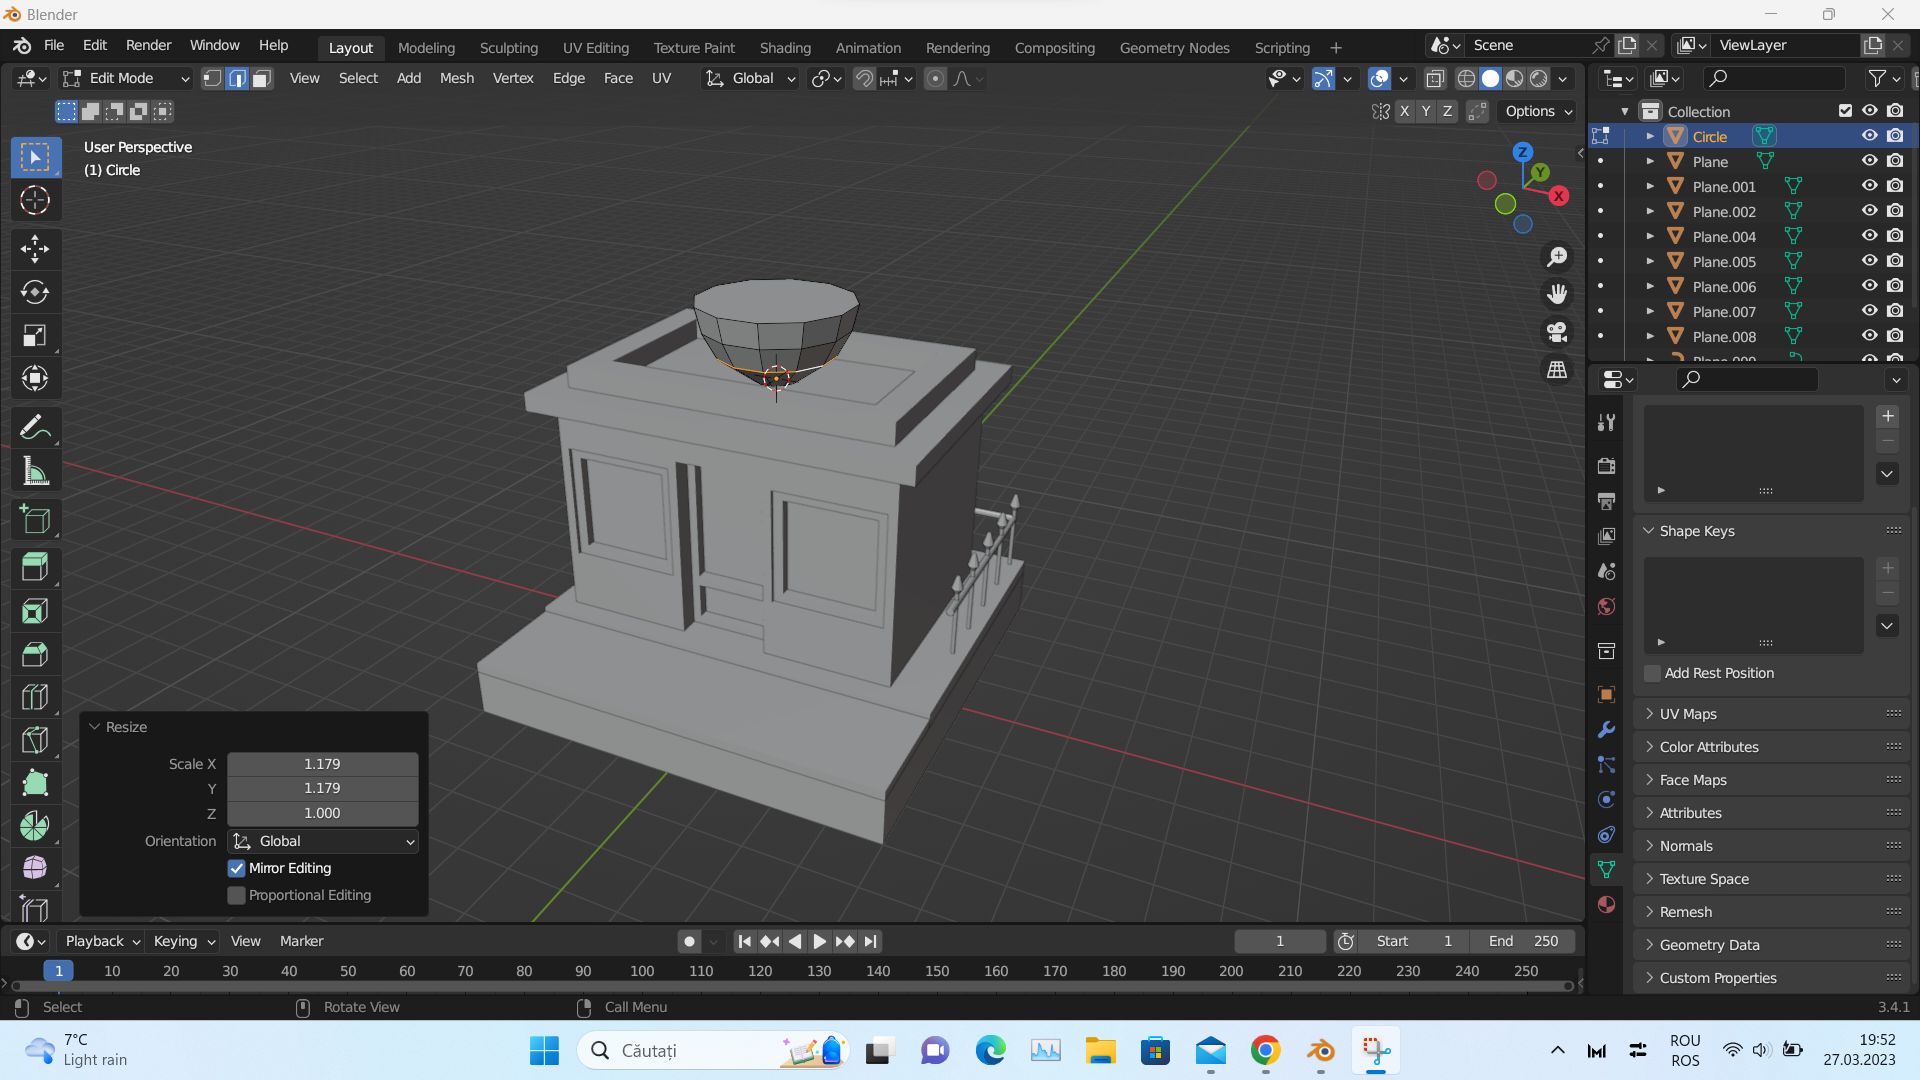 Blender
File Edit Render Window Help Layout Modeling Sculpting UV Editing Texture Paint Shading Animation Rendering Compositing Geometry Nodes Scripting + Scene ViewLayer
Edit Mode View Select Add Mesh Vertex Edge Face UV Global
X Y Z Options
User Perspective
(1) Circle
Z
Y
X
Collection
Circle
Plane
Plane.001
Plane.002
Plane.004
Plane.005
Plane.006
Plane.007
Plane.008
Plane.009
Shape Keys
Add Rest Position
UV Maps
Color Attributes
Face Maps
Attributes
Normals
Texture Space
Remesh
Geometry Data
Custom Properties
Resize
Scale X 1.179
Y 1.179
Z 1.000
Orientation Global
Mirror Editing
Proportional Editing
Playback Keying View Marker 1 Start 1 End 250
1 10 20 30 40 50 60 70 80 90 100 110 120 130 140 150 160 170 180 190 200 210 220 230 240 250
Select Rotate View Call Menu 3.4.1
7°C
Light rain
Căutați
ROU
ROS
19:52
27.03.2023